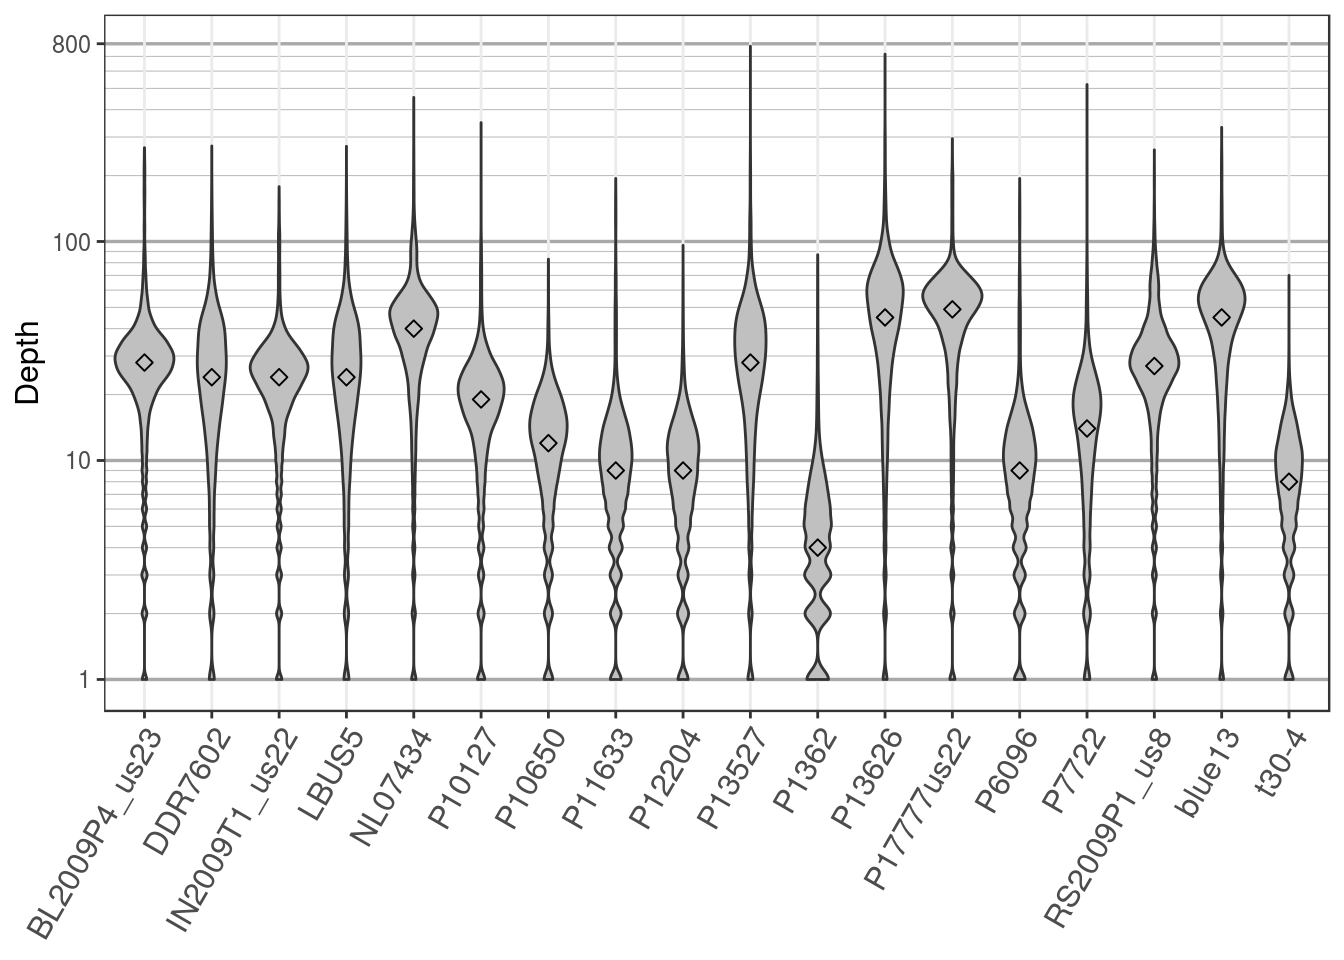 800
100
10
1
Depth
BL2009P4_us23
DDR7602
IN2009T1_us22
LBUS5
NL07434
P10127
P10650
P11633
P12204
P13527
P1362
P13626
P17777us22
P6096
P7722
RS2009P1_us8
blue13
t30-4